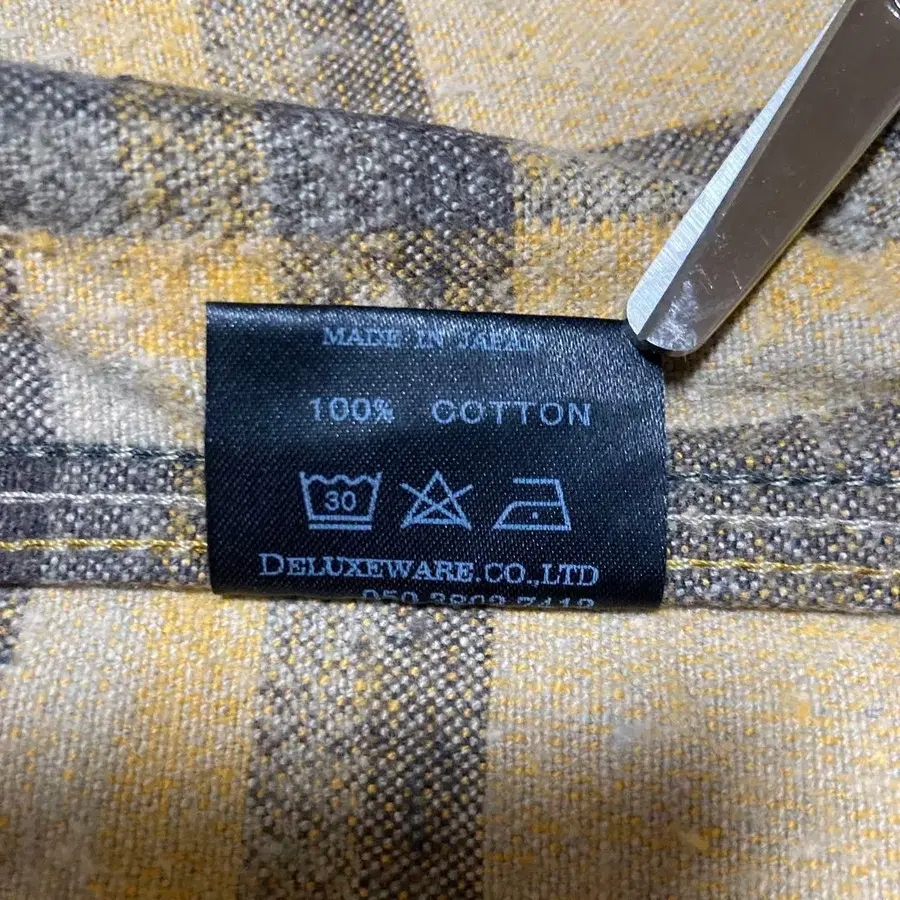 MADE IN JAPAN
100% COTTON
30
DELUXEWARE.CO.,LTD